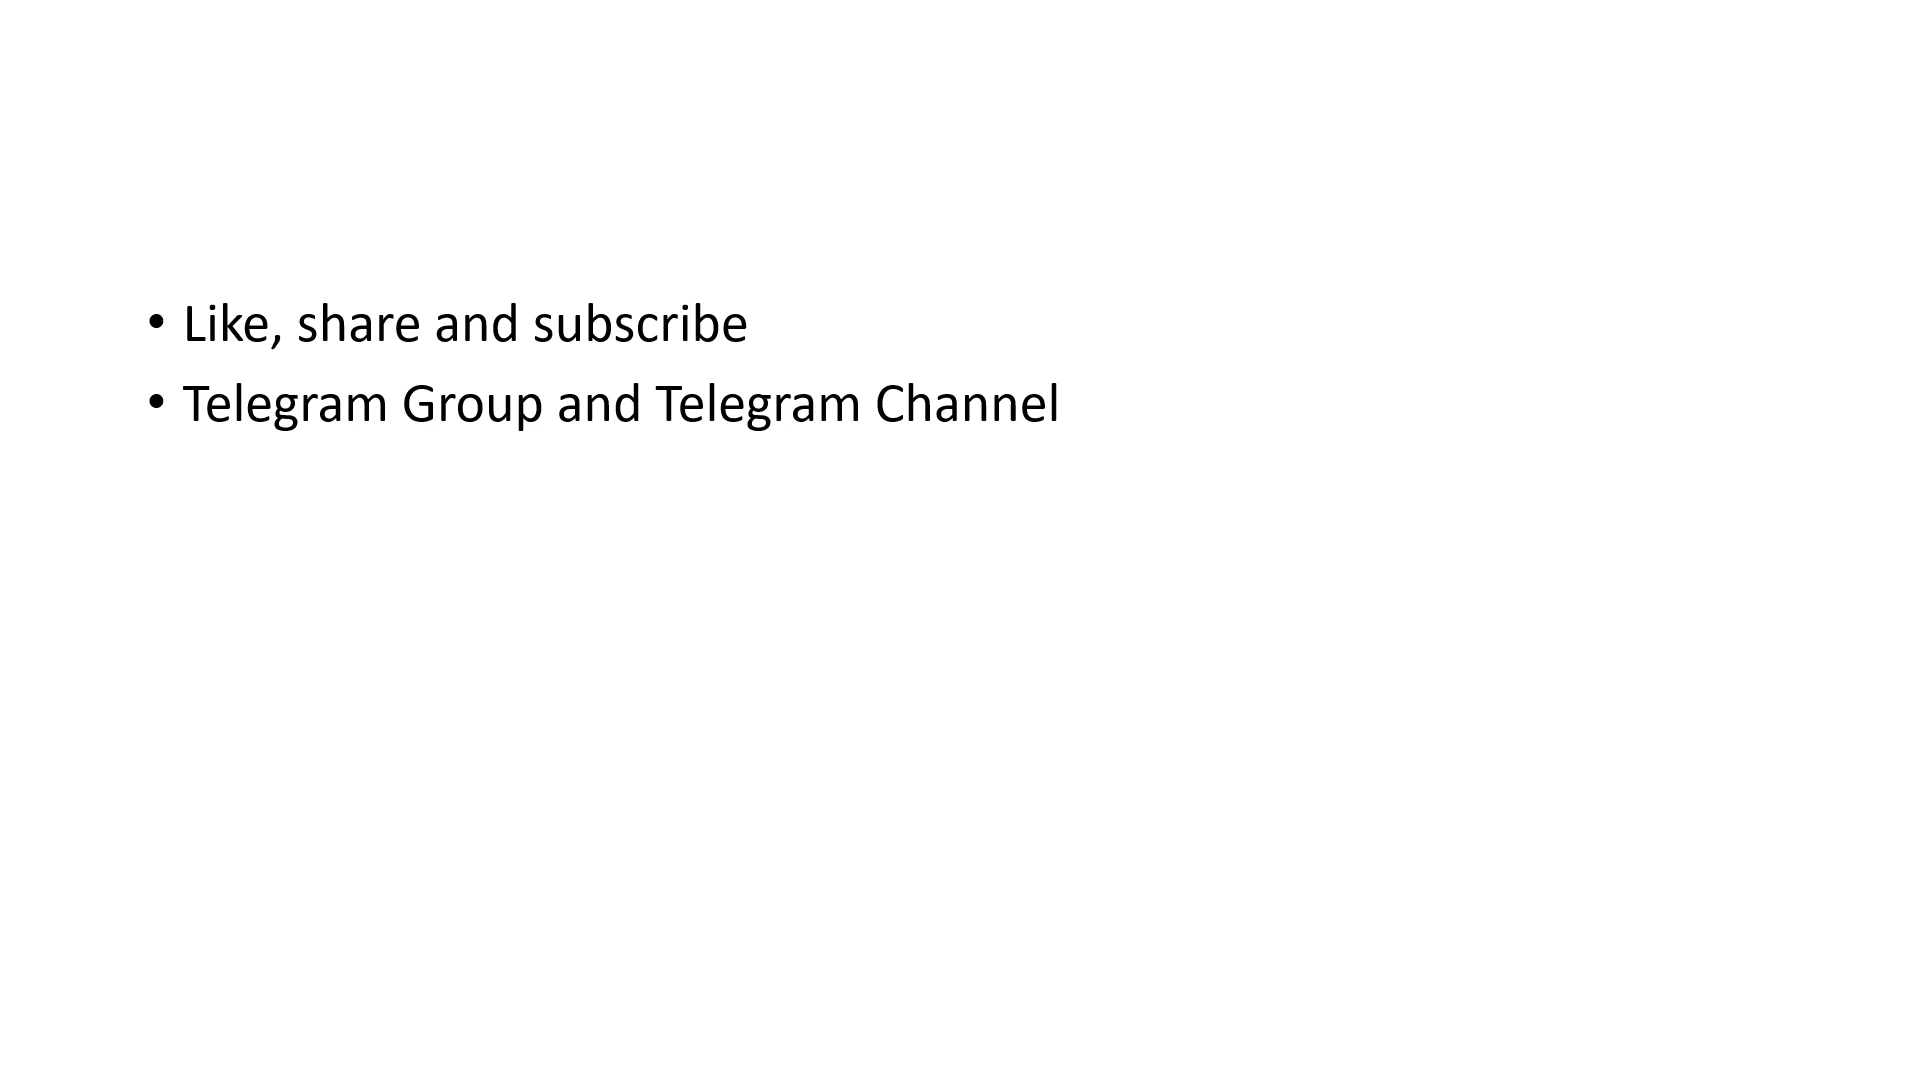 • Like, share and subscribe
• Telegram Group and Telegram Channel